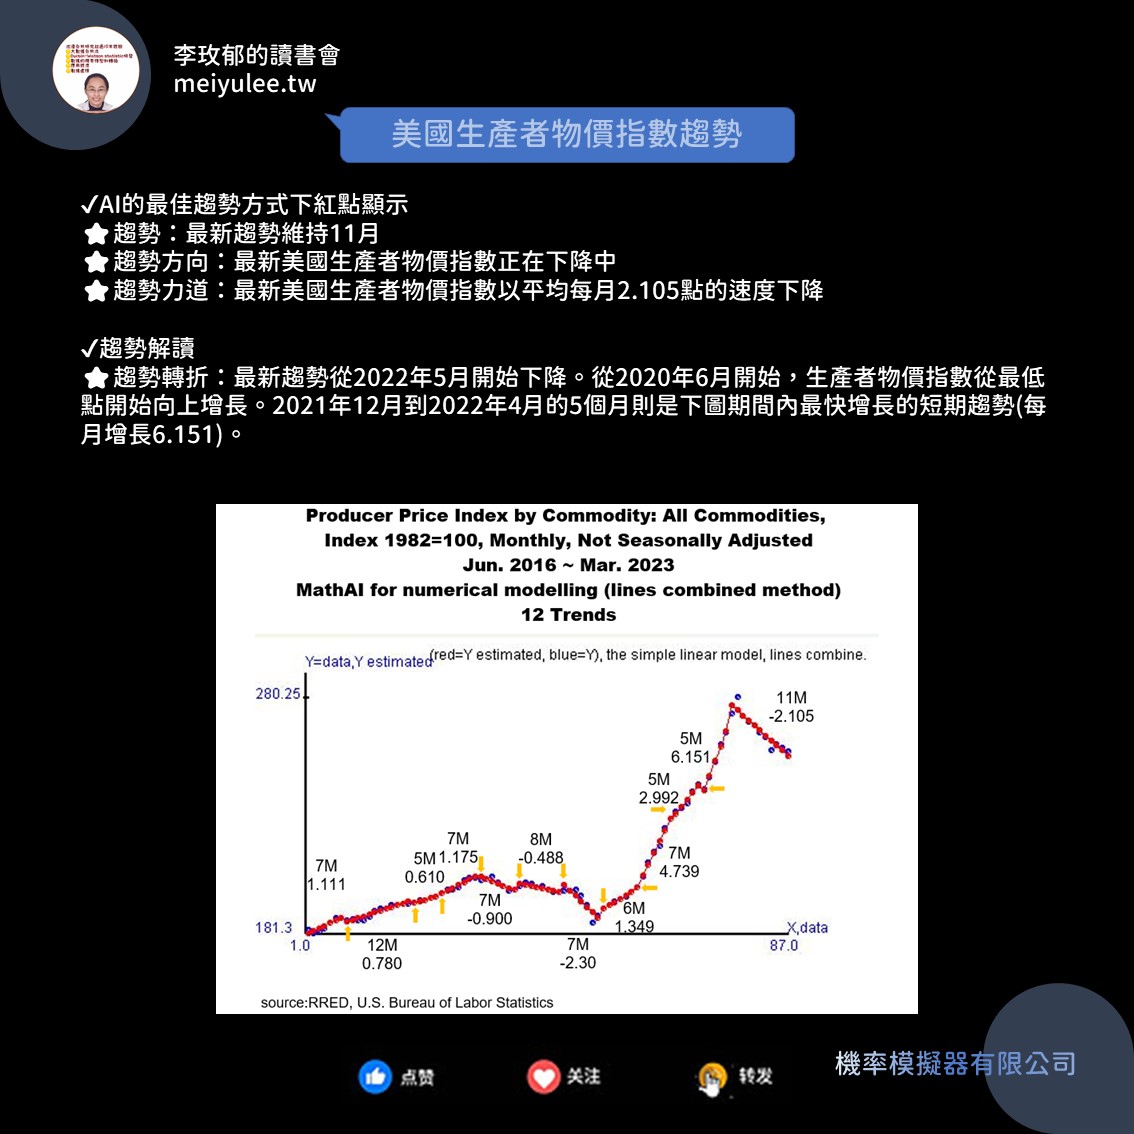 李玫郁的讀書會
meiyulee.tw
美國生產者物價指數趨勢
✓AI的最佳趨勢方式下紅點顯示
⭐趨勢：最新趨勢維持11月
⭐趨勢方向：最新美國生產者物價指數正在下降中
⭐趨勢力道：最新美國生產者物價指數以平均每月2.105點的速度下降
✓趨勢解讀
⭐趨勢轉折：最新趨勢從2022年5月開始下降。從2020年6月開始，生產者物價指數從最低
點開始向上增長。2021年12月到2022年4月的5個月則是下圖期間內最快增長的短期趨勢(每
月增長6.151)。
Producer Price Index by Commodity: All Commodities,
Index 1982=100, Monthly, Not Seasonally Adjusted
Jun. 2016 ~ Mar. 2023
MathAI for numerical modelling (lines combined method)
12 Trends
Y=data,Y estimated(red=Y estimated, blue=Y), the simple linear model, lines combine.
280.25
11M
-2.105
5M
6.151
5M
2.992
7M
4.739
8M
-0.488
7M
1.175
5M
0.610
7M
1.111
7M
-0.900
6M
1.349
181.3
X,data
1.0
87.0
12M
0.780
7M
-2.30
source:RRED, U.S. Bureau of Labor Statistics
点赞
关注
转发
機率模擬器有限公司